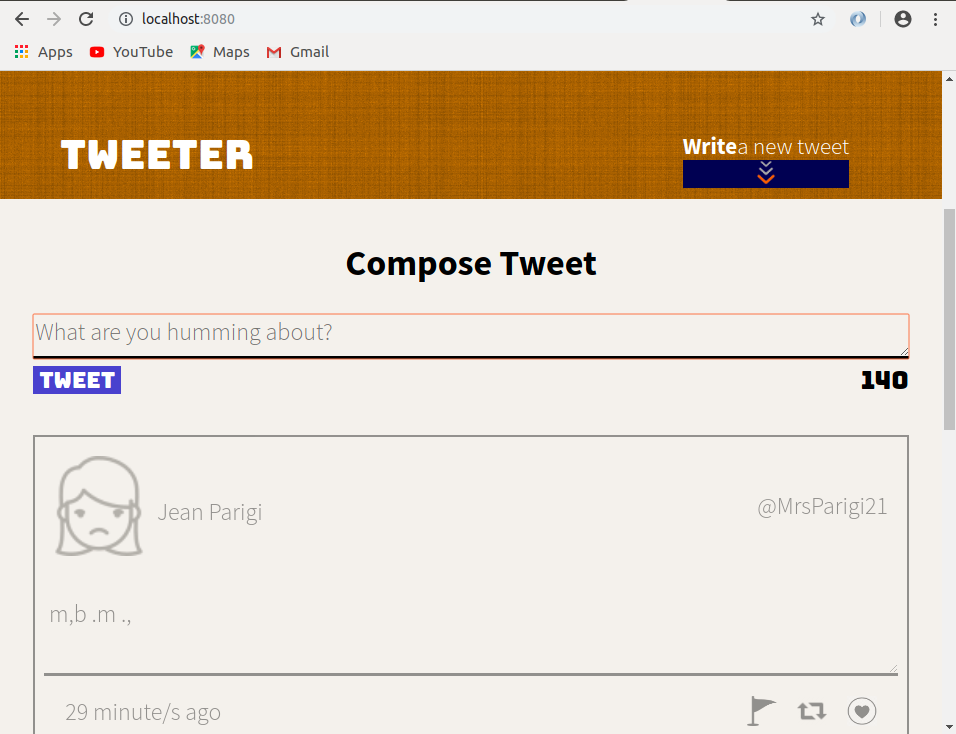 localhost:8080
Apps YouTube Maps Gmail
TWEETER
Writea new tweet
Compose Tweet
What are you humming about?
TWEET 140
Jean Parigi @MrsParigi21
m,b .m .,
29 minute/s ago